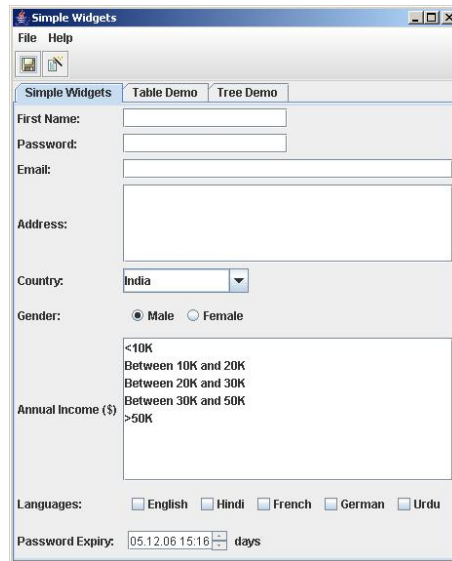 Simple Widgets
File Help
Simple Widgets Table Demo Tree Demo
First Name:
Password:
Email:
Address:
Country: India
Gender: Male Female
<10K
Between 10K and 20K
Between 20K and 30K
Between 30K and 50K
Annual Income ($) >50K
Languages: English Hindi French German Urdu
Password Expiry: 05.12.06 15:16 days